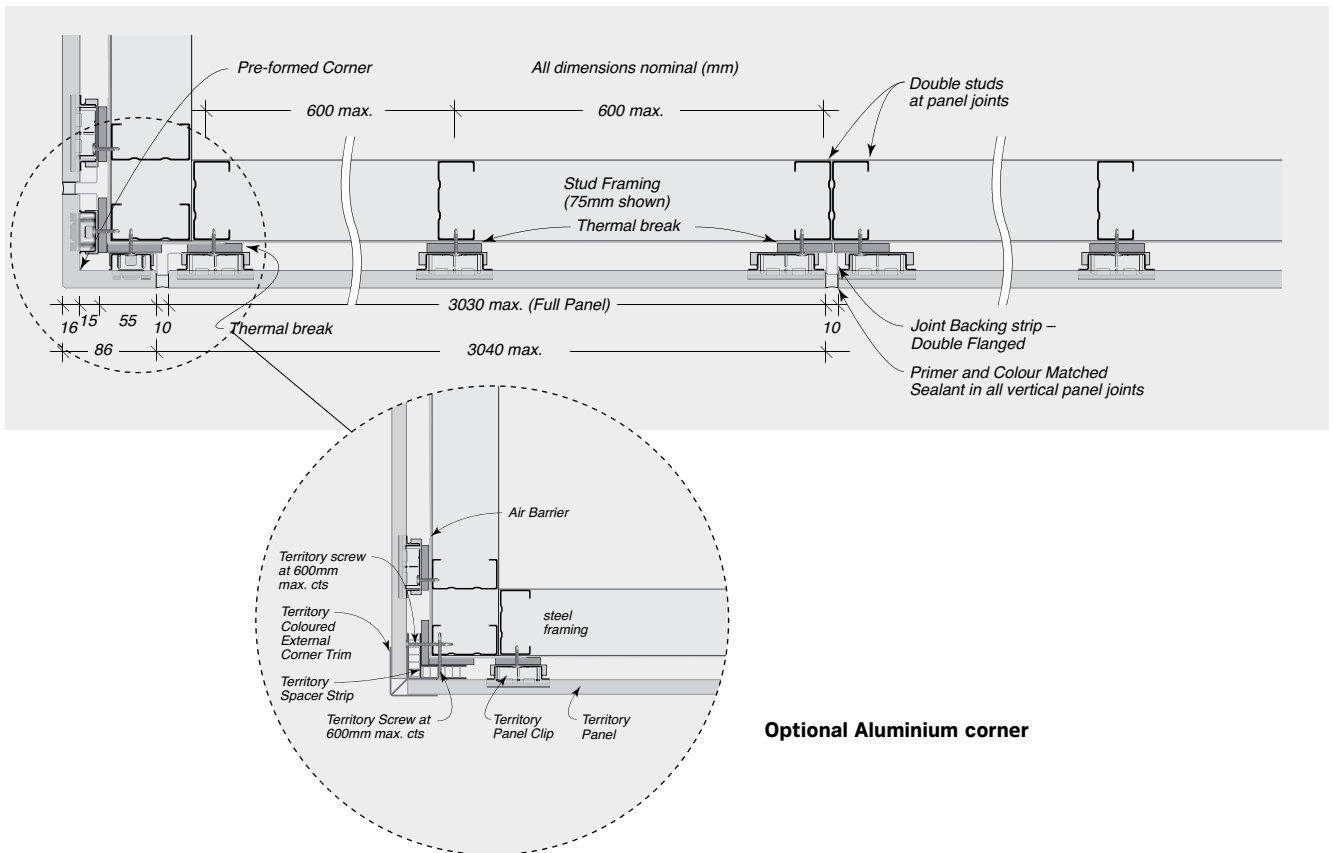 Pre-formed Corner
All dimensions nominal (mm)
Double studs
at panel joints
600 max.
600 max.
Stud Framing
(75mm shown)
Thermal break
3030 max. (Full Panel)
16
15
55
10
Thermal break
10
86
3040 max.
Joint Backing strip –
Double Flanged
Primer and Colour Matched
Sealant in all vertical panel joints
Air Barrier
Territory screw
at 600mm
max. cts
Territory
Coloured
External
Corner Trim
steel
framing
Territory
Spacer Strip
Territory Screw at
600mm max. cts
Territory
Panel Clip
Territory
Panel
Optional Aluminium corner